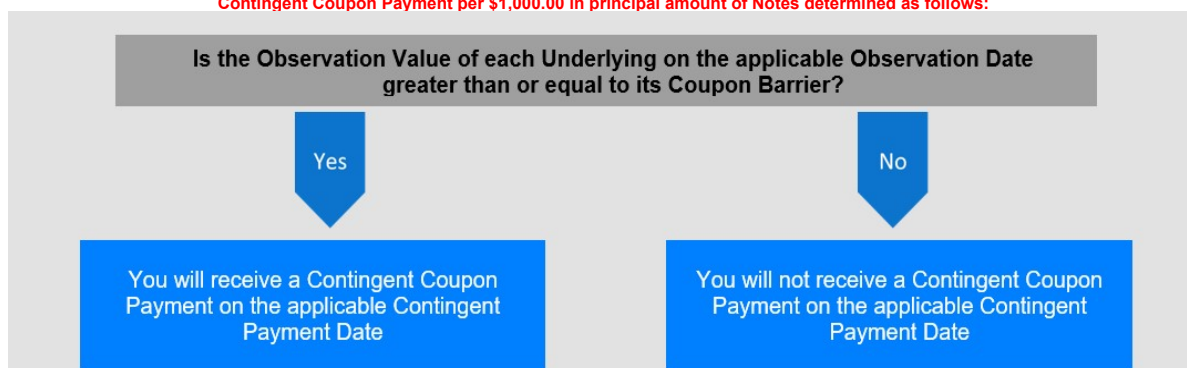 Contingent Coupon Payment per $1,000.00 in principal amount of Notes determined as follows:
Is the Observation Value of each Underlying on the applicable Observation Date
greater than or equal to its Coupon Barrier?
Yes
No
You will receive a Contingent Coupon
Payment on the applicable Contingent
Payment Date
You will not receive a Contingent Coupon
Payment on the applicable Contingent
Payment Date